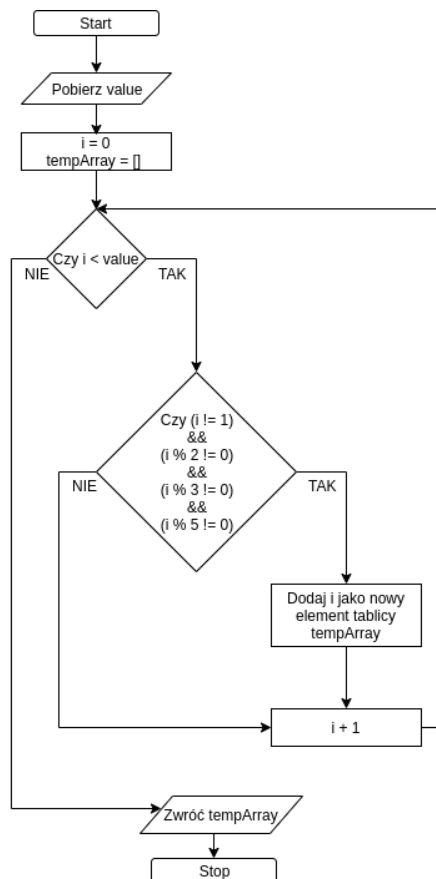 Start
Pobierz value
i = 0
tempArray = []
Czy i < value
NIE
TAK
Czy (i != 1)
&&
(i % 2 != 0)
&&
(i % 3 != 0)
&&
(i % 5 != 0)
NIE
TAK
Dodaj i jako nowy
element tablicy
tempArray
i + 1
Zwróć tempArray
Stop